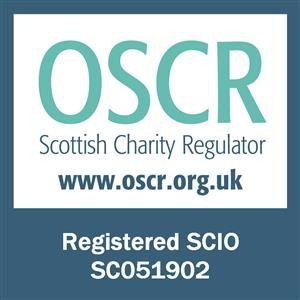 OSCR
Scottish Charity Regulator
www.oscr.org.uk
Registered SCIO
SC051902